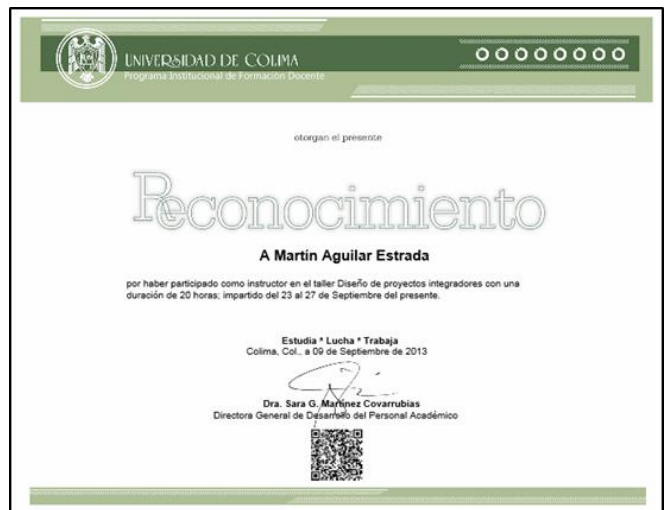 UNIVERSIDAD DE COLIMA
Programa Institucional de Formación Docente
otorgan el presente
Reconocimiento
A Martín Aguilar Estrada
por haber participado como instructor en el taller Diseño de proyectos integradores con una
duración de 20 horas; impartido del 23 al 27 de Septiembre del presente.
Estudia * Lucha * Trabaja
Colima, Col., a 09 de Septiembre de 2013
Dra. Sara G. Martínez Covarrubias
Directora General de Desarrollo del Personal Académico